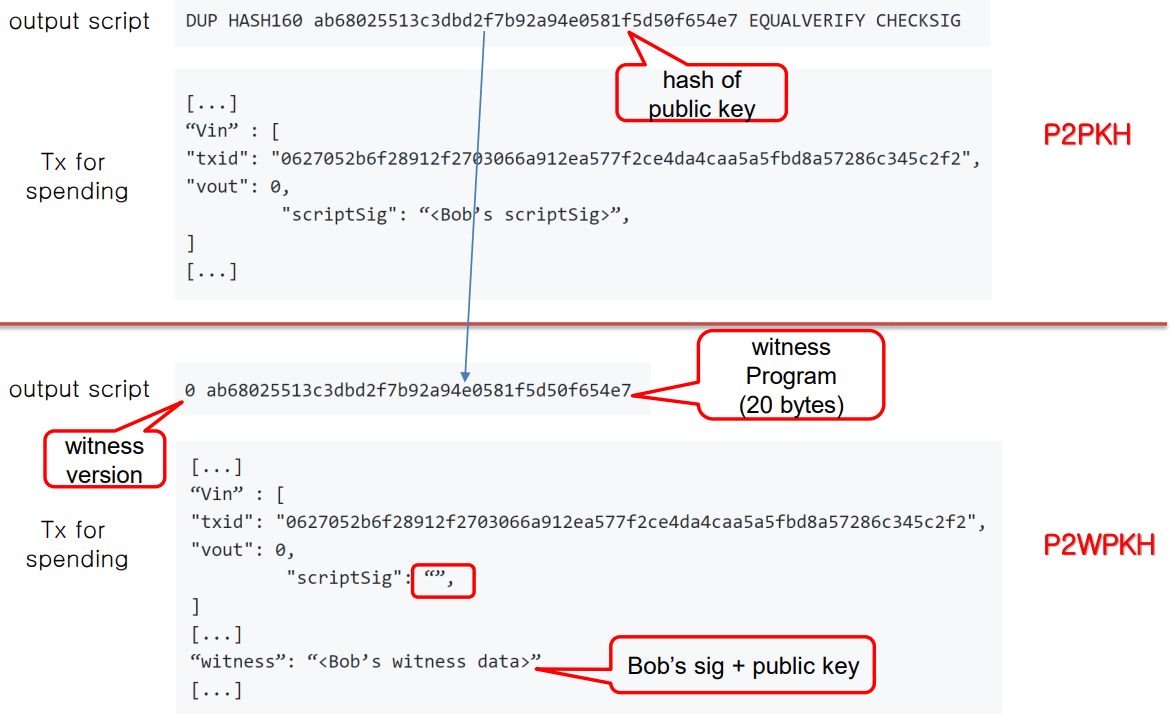 output script
DUP HASH160 ab68025513c3dbd2f7b92a94e0581f5d50f654e7 EQUALVERIFY CHECKSIG
hash of
public key
P2PKH
Tx for
spending
[...]
“Vin” : [
"txid": "0627052b6f28912f2703066a912ea577f2ce4da4caa5a5fbd8a57286c345c2f2",
"vout": 0,
"scriptSig": “<Bob’s scriptSig>”,
]
[...]
output script
0 ab68025513c3dbd2f7b92a94e0581f5d50f654e7
witness
Program
(20 bytes)
witness
version
Tx for
spending
[...]
“Vin” : [
"txid": "0627052b6f28912f2703066a912ea577f2ce4da4caa5a5fbd8a57286c345c2f2",
"vout": 0,
"scriptSig": “”,
]
[...]
“witness”: “<Bob’s witness data>”
[...]
Bob’s sig + public key
P2WPKH